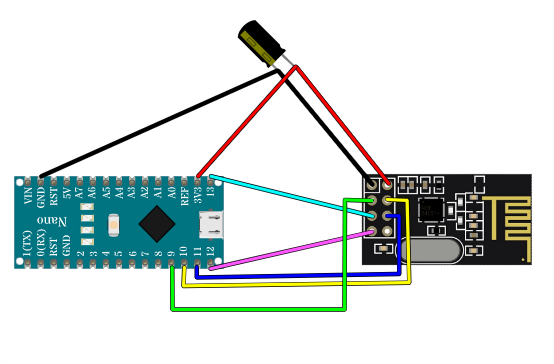 VIN
GND
RST
5V
A7
A6
A5
A4
A3
A2
A1
A0
REF
3V3
13
Nano
1(TX)
0(RX)
RST
GND
2
3
4
5
6
7
8
9
10
11
12